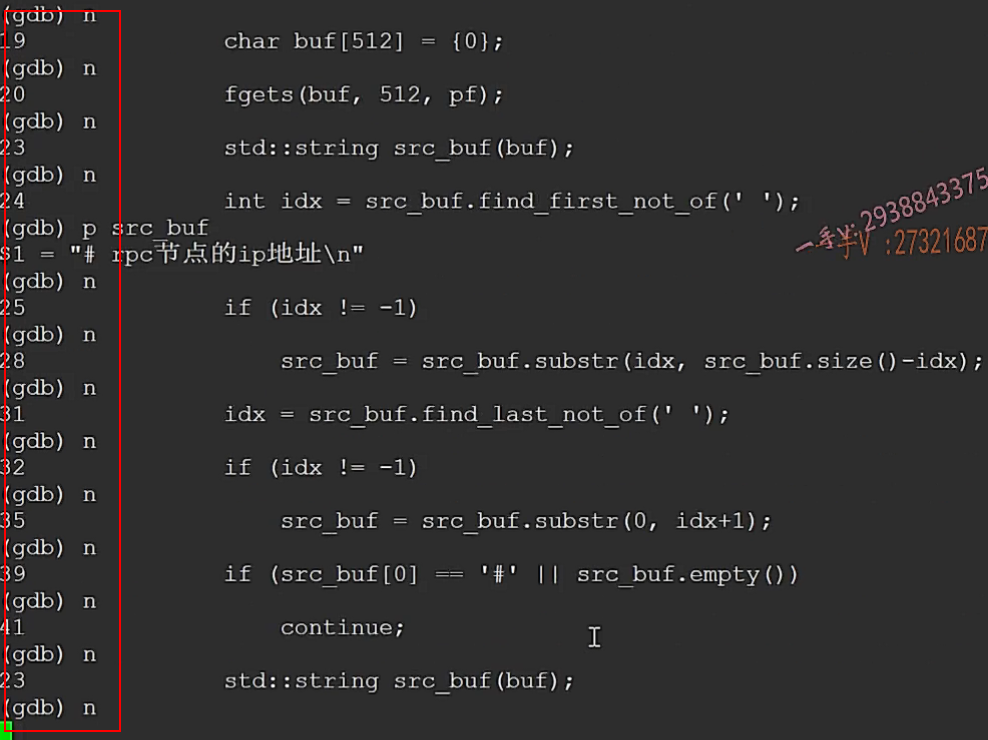 (gdb) n
19              char buf[512] = {0};
(gdb) n
20              fgets(buf, 512, pf);
(gdb) n
23              std::string src_buf(buf);
(gdb) n
24              int idx = src_buf.find_first_not_of(' ');
(gdb) p src_buf
$1 = "# rpc节点的ip地址\n"
(gdb) n
25              if (idx != -1)
(gdb) n
28                  src_buf = src_buf.substr(idx, src_buf.size()-idx);
(gdb) n
31              idx = src_buf.find_last_not_of(' ');
(gdb) n
32              if (idx != -1)
(gdb) n
35                  src_buf = src_buf.substr(0, idx+1);
(gdb) n
39              if (src_buf[0] == '#' || src_buf.empty())
(gdb) n
41                  continue;
(gdb) n
23              std::string src_buf(buf);
(gdb) n
一手v:2938843375
一手V :27321687